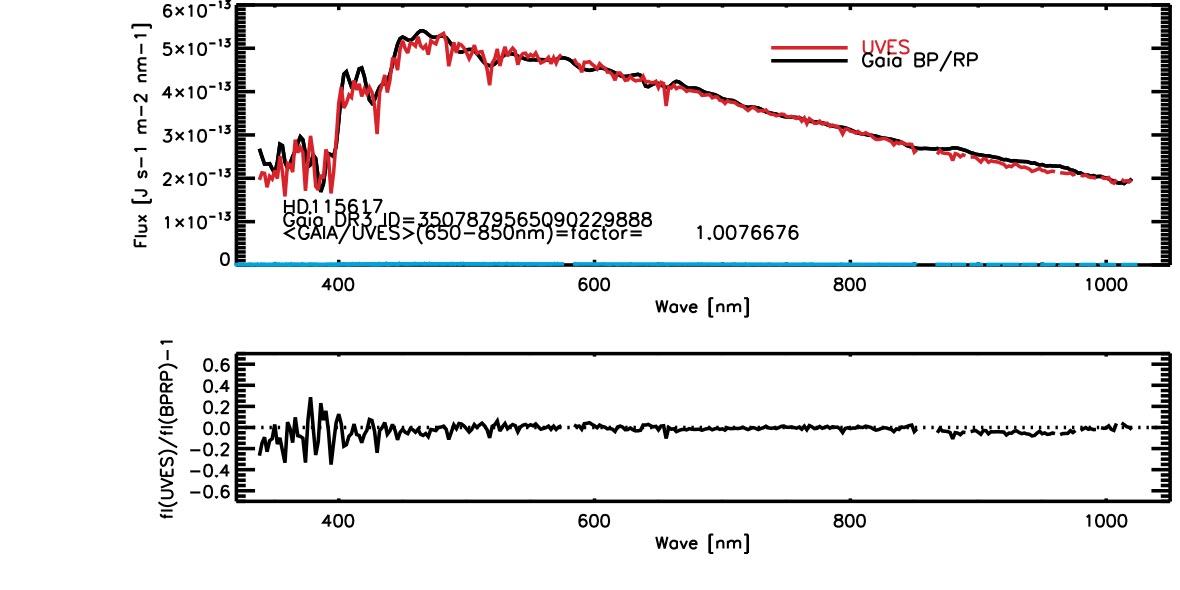 6×10−13
5×10−13
4×10−13
3×10−13
2×10−13
1×10−13
0
Flux [J s−1 m−2 nm−1]
UVES
Gaia BP/RP
HD115617
Gaia DR3 ID=3507879565090229888
<GAIA/UVES>(650−850nm)=factor= 1.0076676
400 600 800 1000
Wave [nm]
0.6
0.4
0.2
0.0
−0.2
−0.4
−0.6
fl(UVES)/fl(BPRP)−1
400 600 800 1000
Wave [nm]